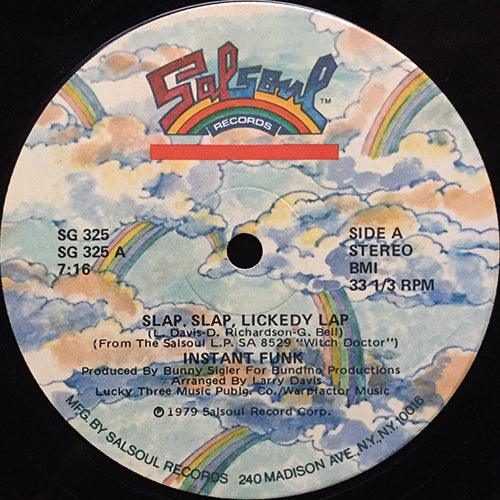 Salsoul
TM
RECORDS
SG 325
SG 325 A
7:16
SIDE A
STEREO
BMI
33 1/3 RPM
SLAP, SLAP, LICKEDY LAP
(L. Davis-D. Richardson-G. Bell)
(From The Salsoul L.P. SA 8529 "Witch Doctor")
INSTANT FUNK
Produced By Bunny Sigler For Bundino Productions
Arranged By Larry Davis
Lucky Three Music Publg. Co./Warpfactor Music
℗ 1979 Salsoul Record Corp.
MFG. BY SALSOUL RECORDS 240 MADISON AVE., N.Y., N.Y. 10016